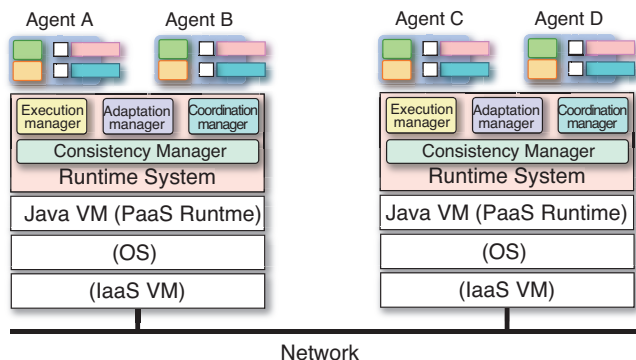 Agent A
Agent B
Execution
manager
Adaptation
manager
Coordination
manager
Consistency Manager
Runtime System
Java VM (PaaS Runtme)
(OS)
(IaaS VM)
Agent C
Agent D
Execution
manager
Adaptation
manager
Coordination
manager
Consistency Manager
Runtime System
Java VM (PaaS Runtime)
(OS)
(IaaS VM)
Network